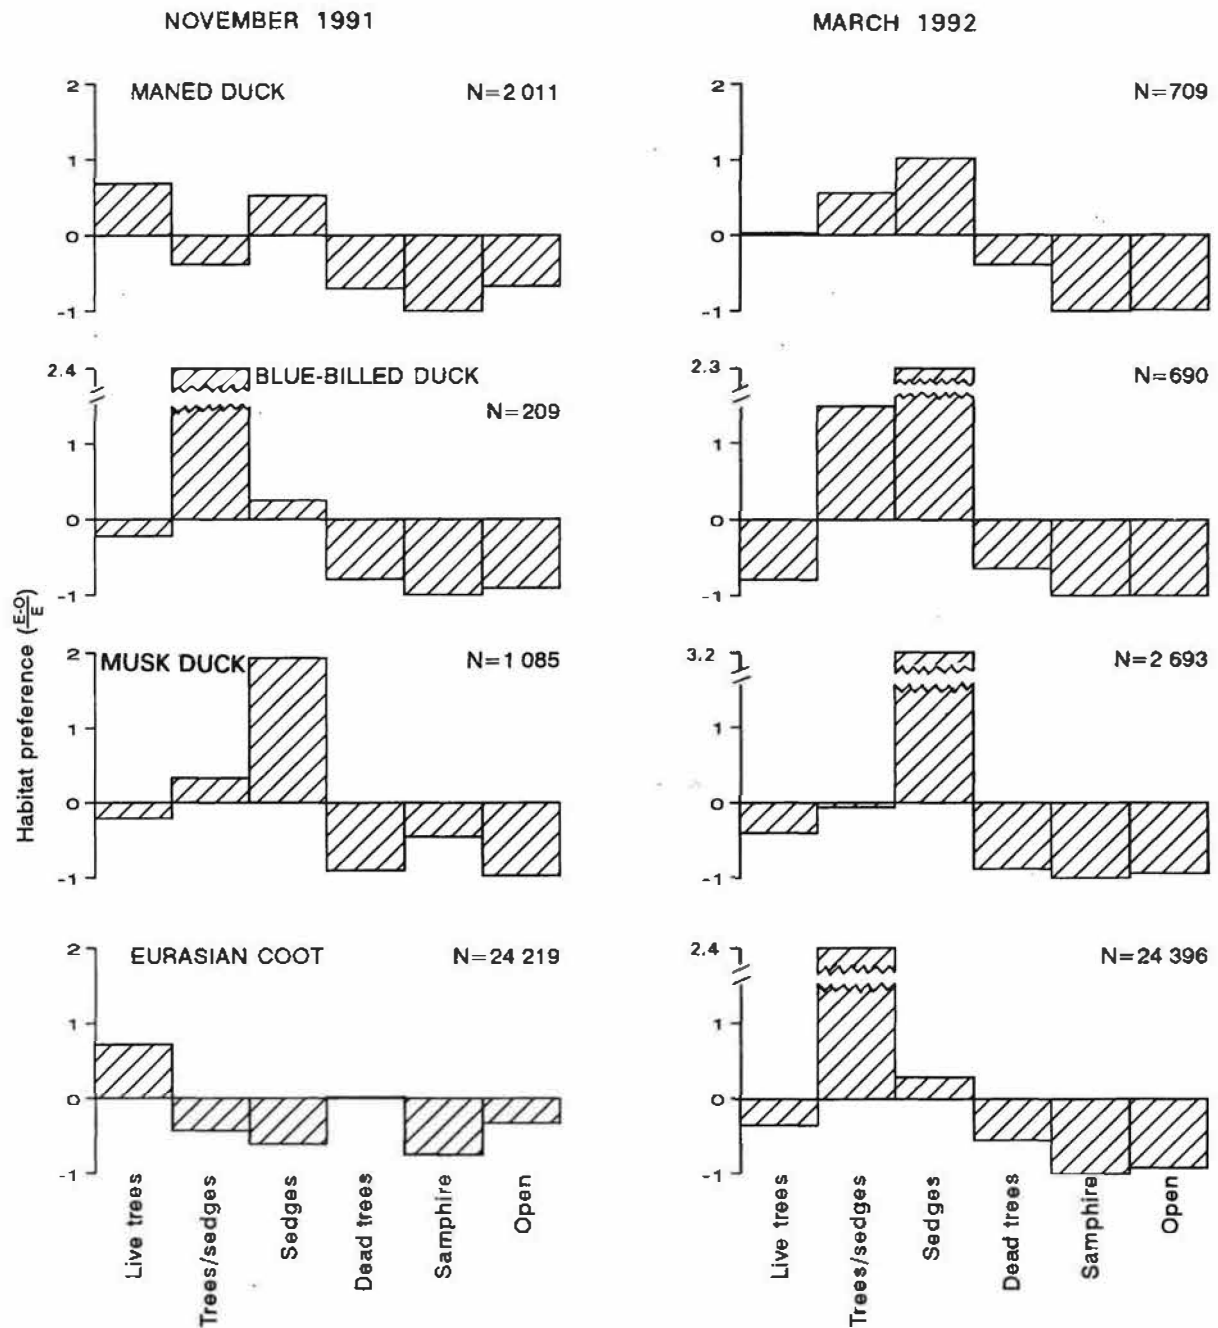 NOVEMBER 1991
MARCH 1992
2
MANED DUCK
N=2 011
1
0
-1
2
N=709
1
0
-1
2.4
BLUE-BILLED DUCK
N=209
1
0
-1
2.3
N=690
1
0
-1
Habitat preference (E-O/E)
2
MUSK DUCK
N=1 085
1
0
-1
3.2
N=2 693
1
0
-1
2
EURASIAN COOT
N=24 219
1
0
-1
2.4
N=24 396
1
0
-1
Live trees
Trees/sedges
Sedges
Dead trees
Samphire
Open
Live trees
Trees/sedges
Sedges
Dead trees
Samphire
Open